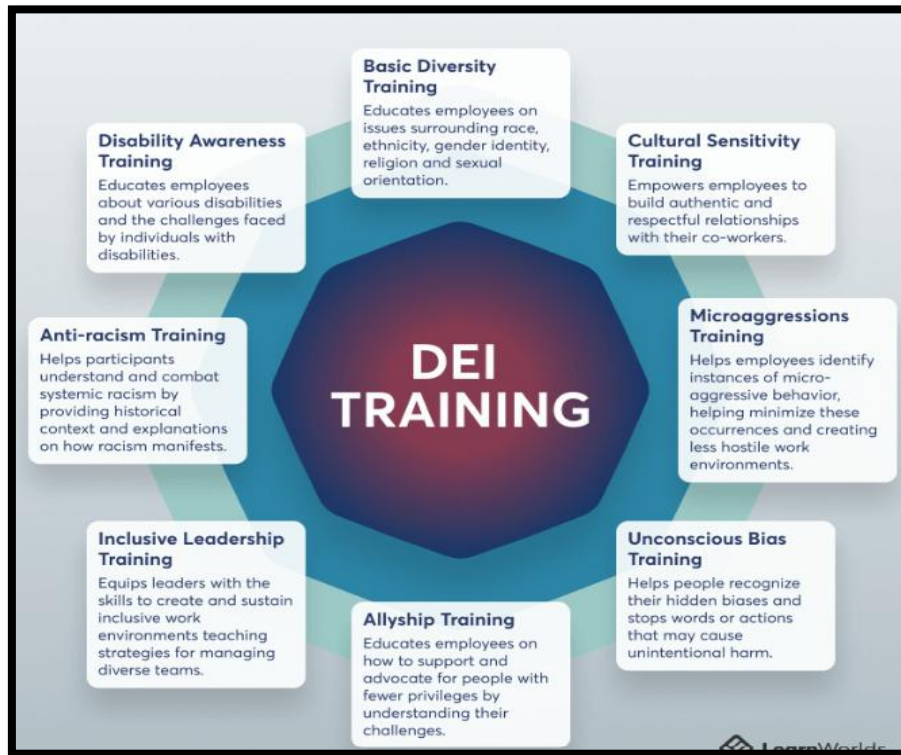 Basic Diversity
Training
Educates employees on
issues surrounding race,
ethnicity, gender identity,
religion and sexual
orientation.
Cultural Sensitivity
Training
Empowers employees to
build authentic and
respectful relationships
with their co-workers.
Microaggressions
Training
Helps employees identify
instances of micro-
aggressive behavior,
helping minimize these
occurrences and creating
less hostile work
environments.
Unconscious Bias
Training
Helps people recognize
their hidden biases and
stops words or actions
that may cause
unintentional harm.
Allyship Training
Educates employees on
how to support and
advocate for people with
fewer privileges by
understanding their
challenges.
Inclusive Leadership
Training
Equips leaders with the
skills to create and sustain
inclusive work
environments teaching
strategies for managing
diverse teams.
Anti-racism Training
Helps participants
understand and combat
systemic racism by
providing historical
context and explanations
on how racism manifests.
Disability Awareness
Training
Educates employees
about various disabilities
and the challenges faced
by individuals with
disabilities.
DEI
TRAINING
LearnWorlds